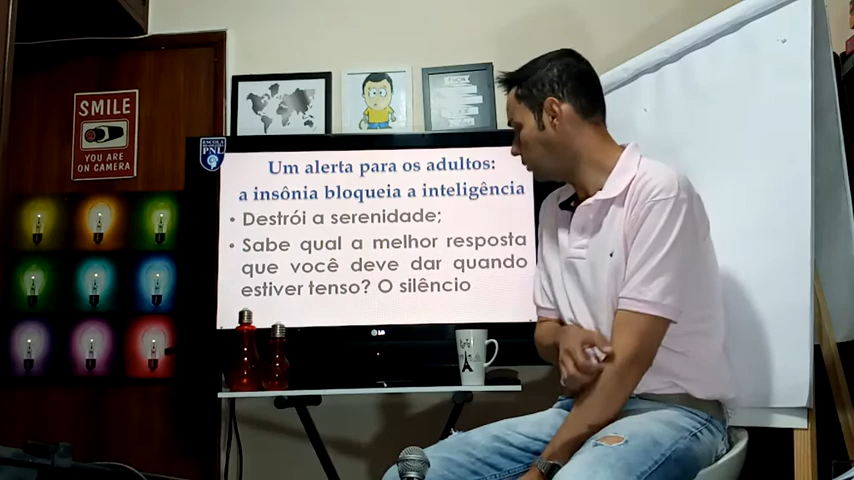 SMILE
YOU ARE
ON CAMERA
ESCOLA
PNL
Um alerta para os adultos:
a insônia bloqueia a inteligência
• Destrói a serenidade;
• Sabe qual a melhor resposta
que você deve dar quando
estiver tenso? O silêncio
LG